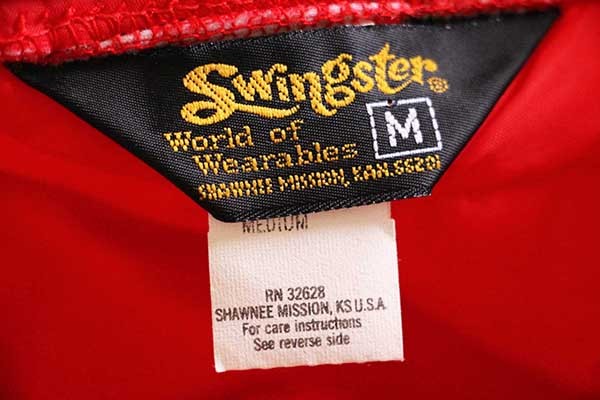 Swingster®
M
World of
Wearables
SHAWNEE MISSION, KAN. 66201
MEDIUM
RN 32628
SHAWNEE MISSION, KS U.S.A.
For care instructions
See reverse side